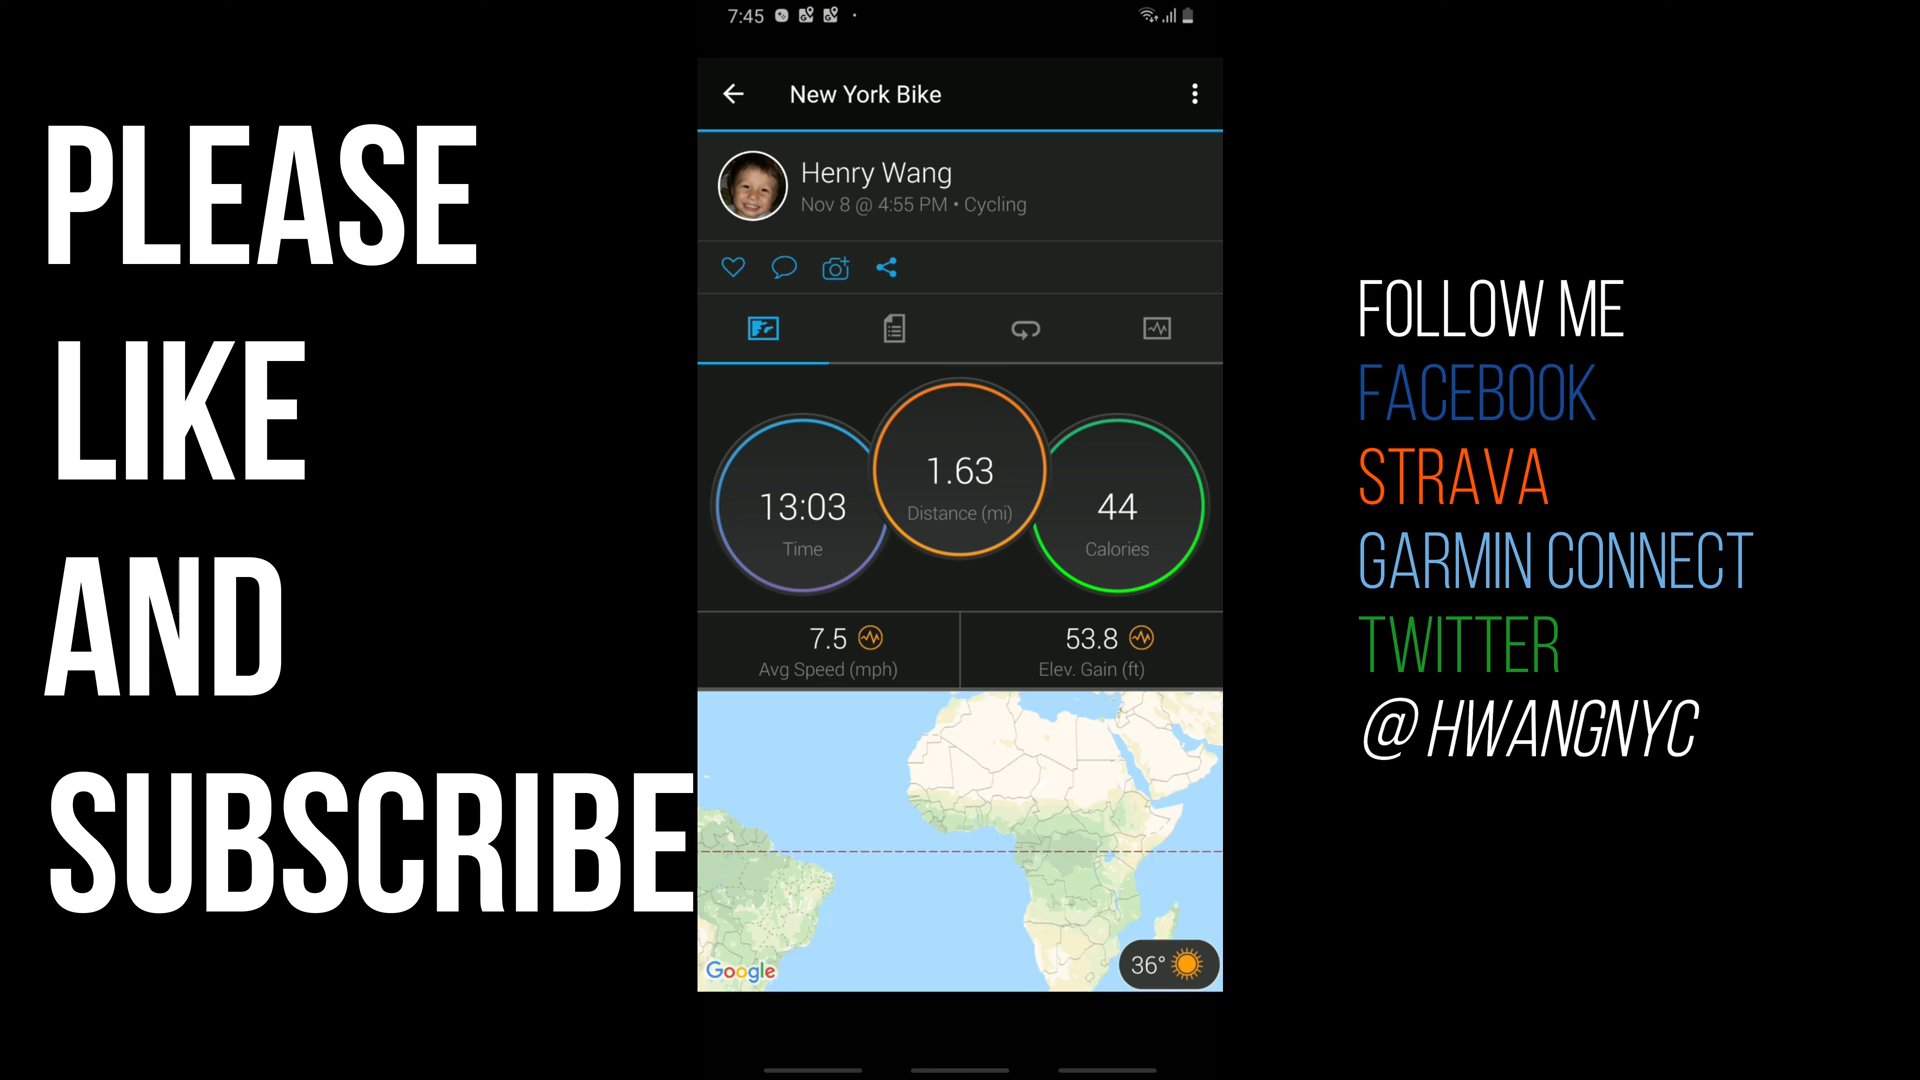 PLEASE
LIKE
AND
SUBSCRIBE
7:45
New York Bike
Henry Wang
Nov 8 @ 4:55 PM • Cycling
13:03
Time
1.63
Distance (mi)
44
Calories
7.5
Avg Speed (mph)
53.8
Elev. Gain (ft)
Google
36°
FOLLOW ME
FACEBOOK
STRAVA
GARMIN CONNECT
TWITTER
@HWANGNYC